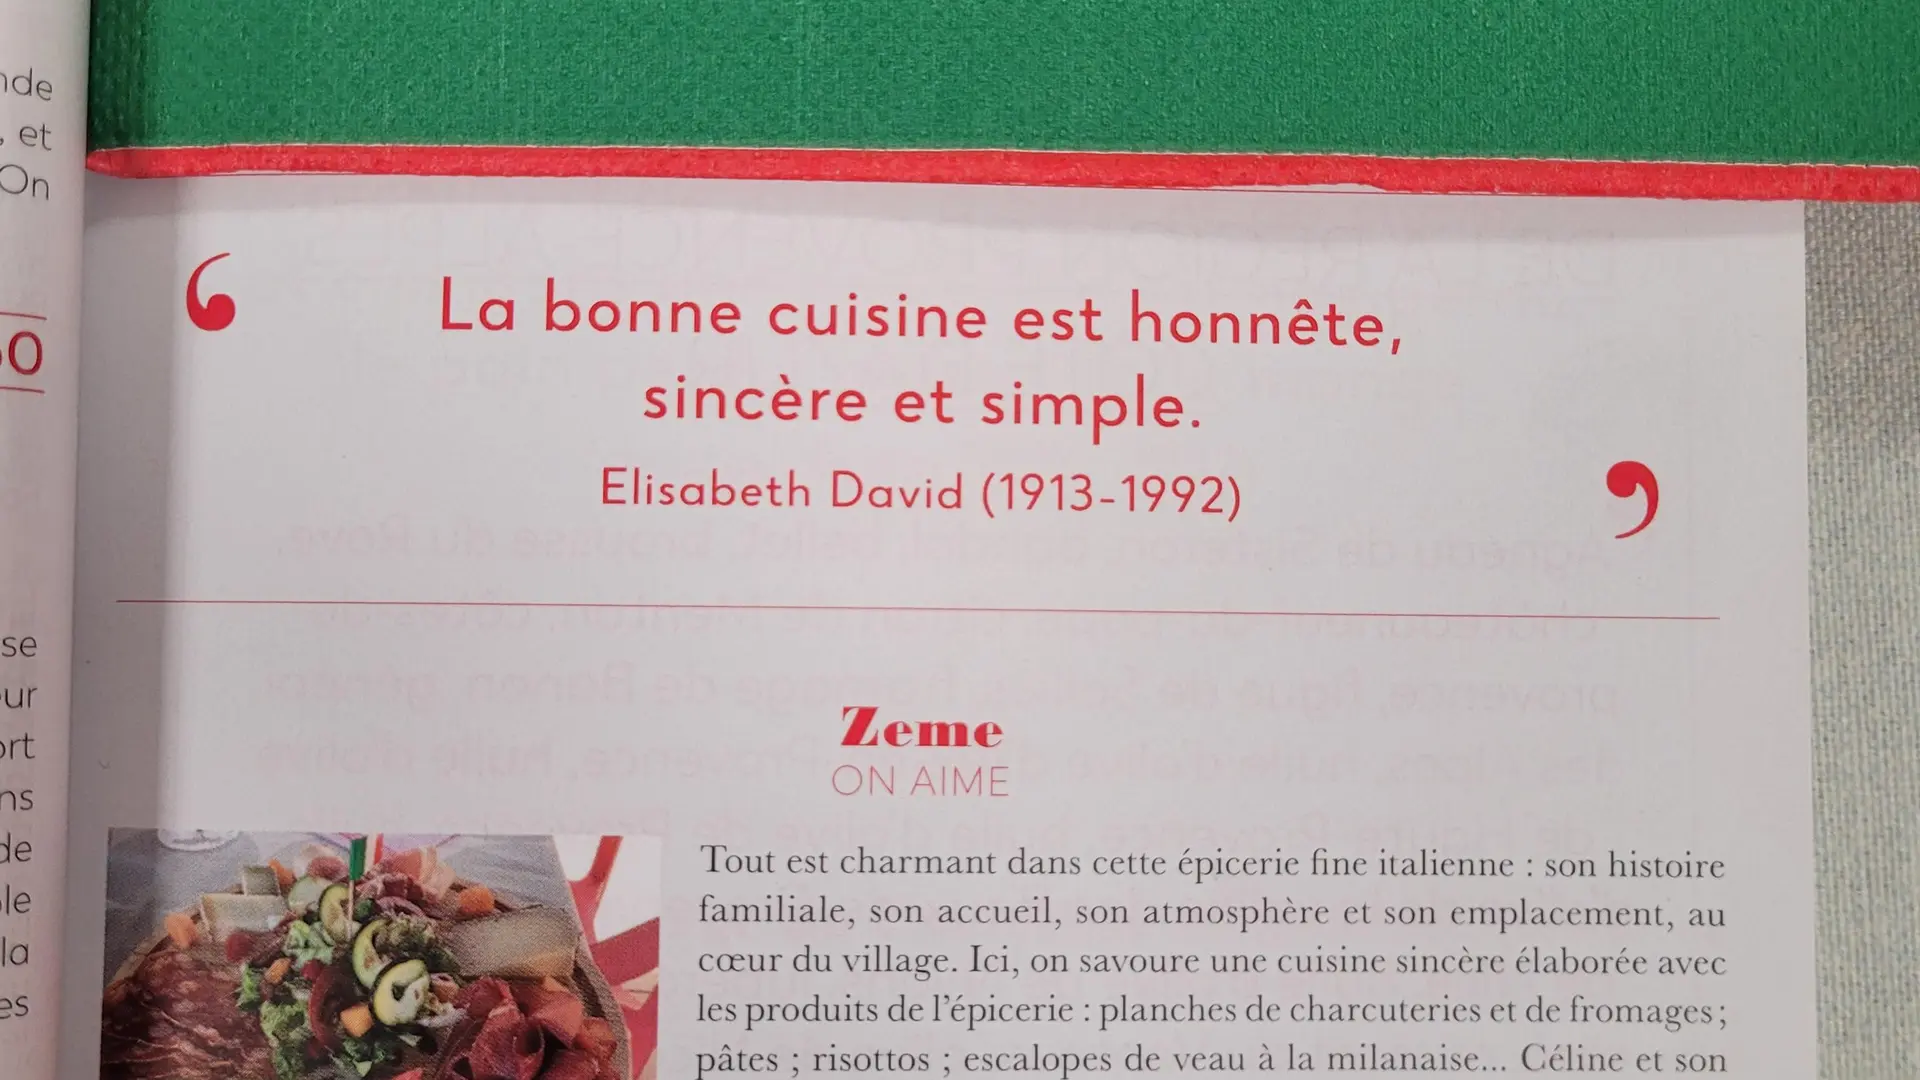 et
On
La bonne cuisine est honnête,
sincère et simple.
Elisabeth David (1913-1992)
Zeme
ON AIME
Tout est charmant dans cette épicerie fine italienne : son histoire
familiale, son accueil, son atmosphère et son emplacement, au
cœur du village. Ici, on savoure une cuisine sincère élaborée avec
les produits de l’épicerie : planches de charcuteries et de fromages ;
pâtes ; risottos ; escalopes de veau à la milanaise... Céline et son
la